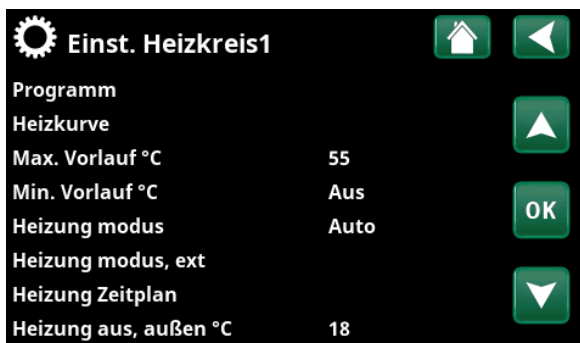 Einst. Heizkreis1
Programm
Heizkurve
Max. Vorlauf °C 55
Min. Vorlauf °C Aus
Heizung modus Auto
Heizung modus, ext
Heizung Zeitplan
Heizung aus, außen °C 18
OK